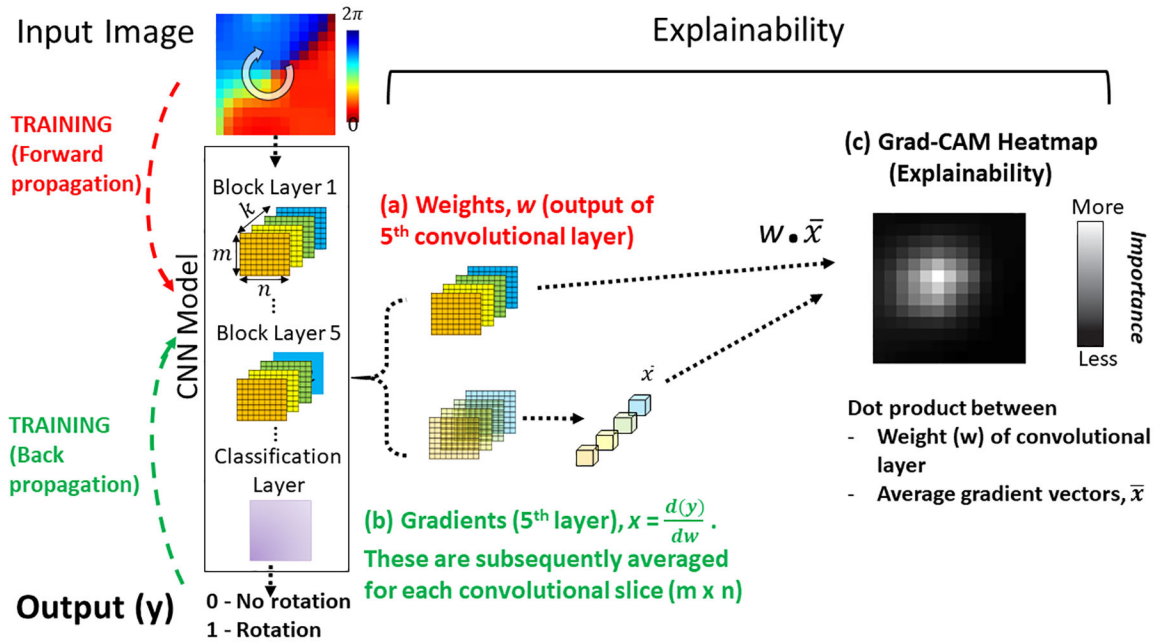 Input Image
2π
0
Explainability
TRAINING
(Forward
propagation)
CNN Model
Block Layer 1
k
m
n
Block Layer 5
Classification
Layer
TRAINING
(Back
propagation)
Output (y)
0 - No rotation
1 - Rotation
(a) Weights, w (output of
5th convolutional layer)
w • x̄
x̄
(b) Gradients (5th layer), x = d(y)/dw .
These are subsequently averaged
for each convolutional slice (m x n)
(c) Grad-CAM Heatmap
(Explainability)
More
Importance
Less
Dot product between
- Weight (w) of convolutional
layer
- Average gradient vectors, x̄